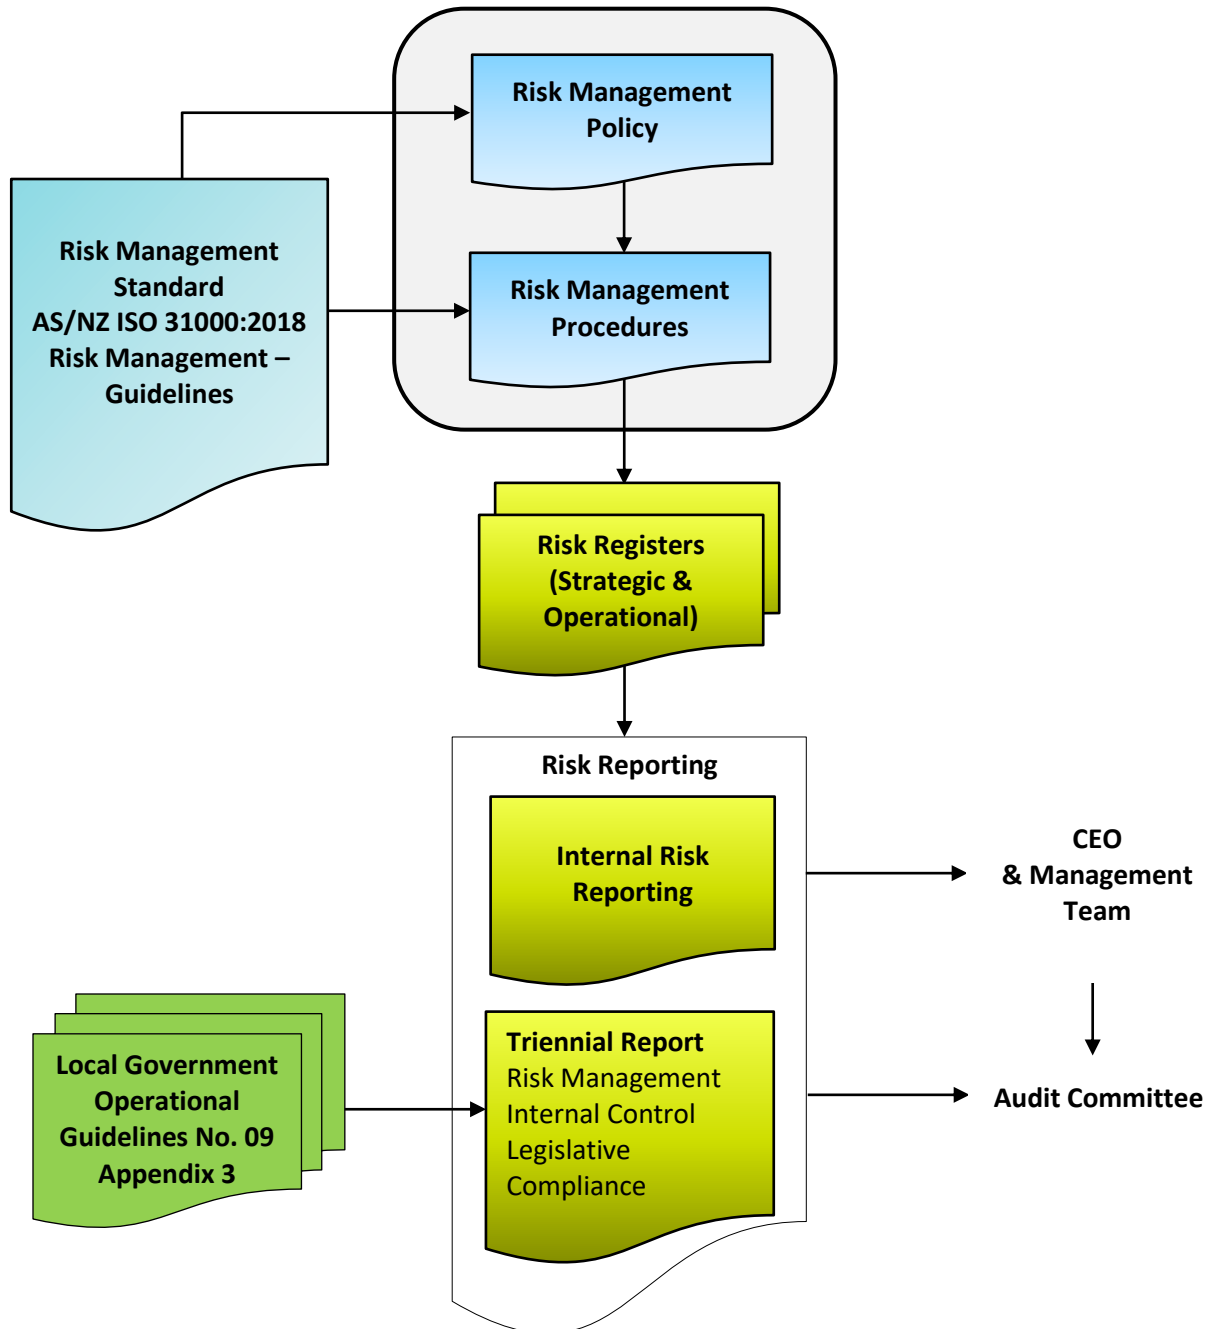 Risk Management
Policy
Risk Management
Standard
AS/NZ ISO 31000:2018
Risk Management –
Guidelines
Risk Management
Procedures
Risk Registers
(Strategic &
Operational)
Risk Reporting
Internal Risk
Reporting
CEO
& Management
Team
Local Government
Operational
Guidelines No. 09
Appendix 3
Triennial Report
Risk Management
Internal Control
Legislative
Compliance
Audit Committee